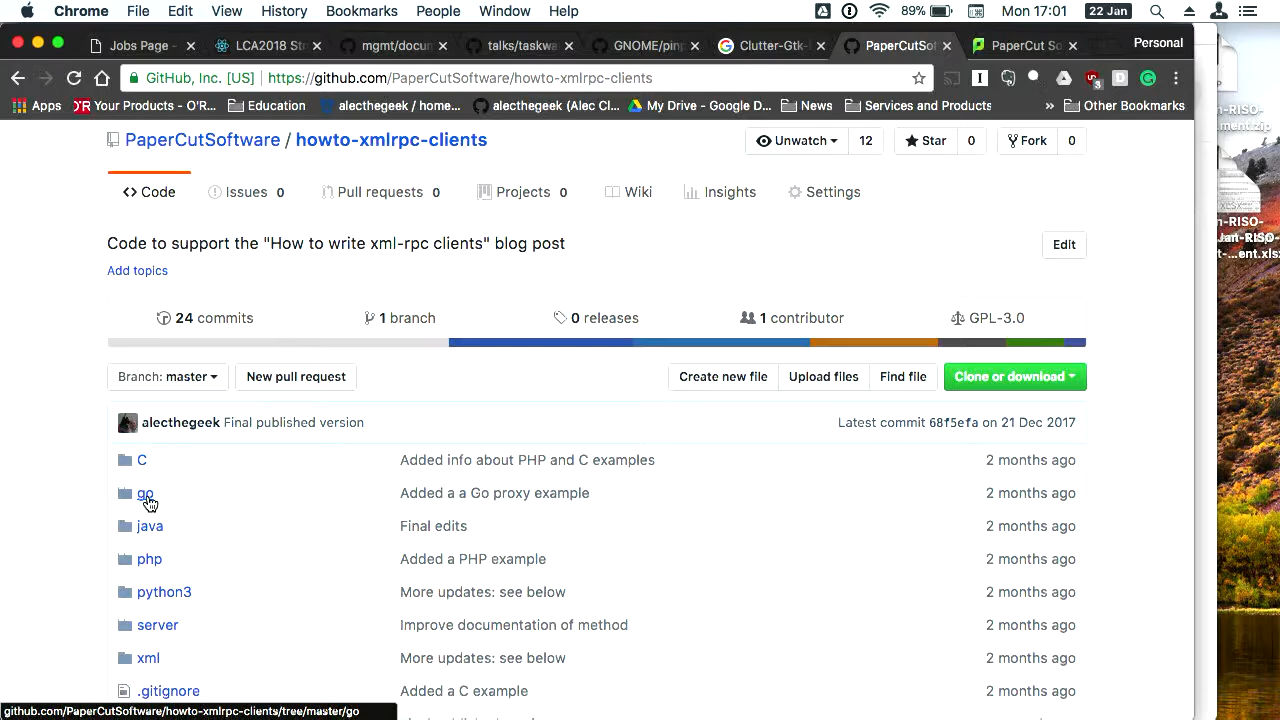 Chrome File Edit View History Bookmarks People Window Help 89% Mon 17:01 22 Jan
Jobs Page - LCA2018 Str mgmt/docun talks/taskwa GNOME/pinp Clutter-Gtk-I PaperCutSof PaperCut So Personal
GitHub, Inc. [US] https://github.com/PaperCutSoftware/howto-xmlrpc-clients
Apps Your Products - O'R... Education alecthegeek / home... alecthegeek (Alec Cl... My Drive - Google D... News Services and Products » Other Bookmarks
PaperCutSoftware / howto-xmlrpc-clients Unwatch 12 Star 0 Fork 0
<> Code Issues 0 Pull requests 0 Projects 0 Wiki Insights Settings
Code to support the "How to write xml-rpc clients" blog post Edit
Add topics
24 commits 1 branch 0 releases 1 contributor GPL-3.0
Branch: master New pull request Create new file Upload files Find file Clone or download
alecthegeek Final published version Latest commit 68f5efa on 21 Dec 2017
C Added info about PHP and C examples 2 months ago
go Added a a Go proxy example 2 months ago
java Final edits 2 months ago
php Added a PHP example 2 months ago
python3 More updates: see below 2 months ago
server Improve documentation of method 2 months ago
xml More updates: see below 2 months ago
.gitignore Added a C example 2 months ago
github.com/PaperCutSoftware/howto-xmlrpc-clients/tree/master/go